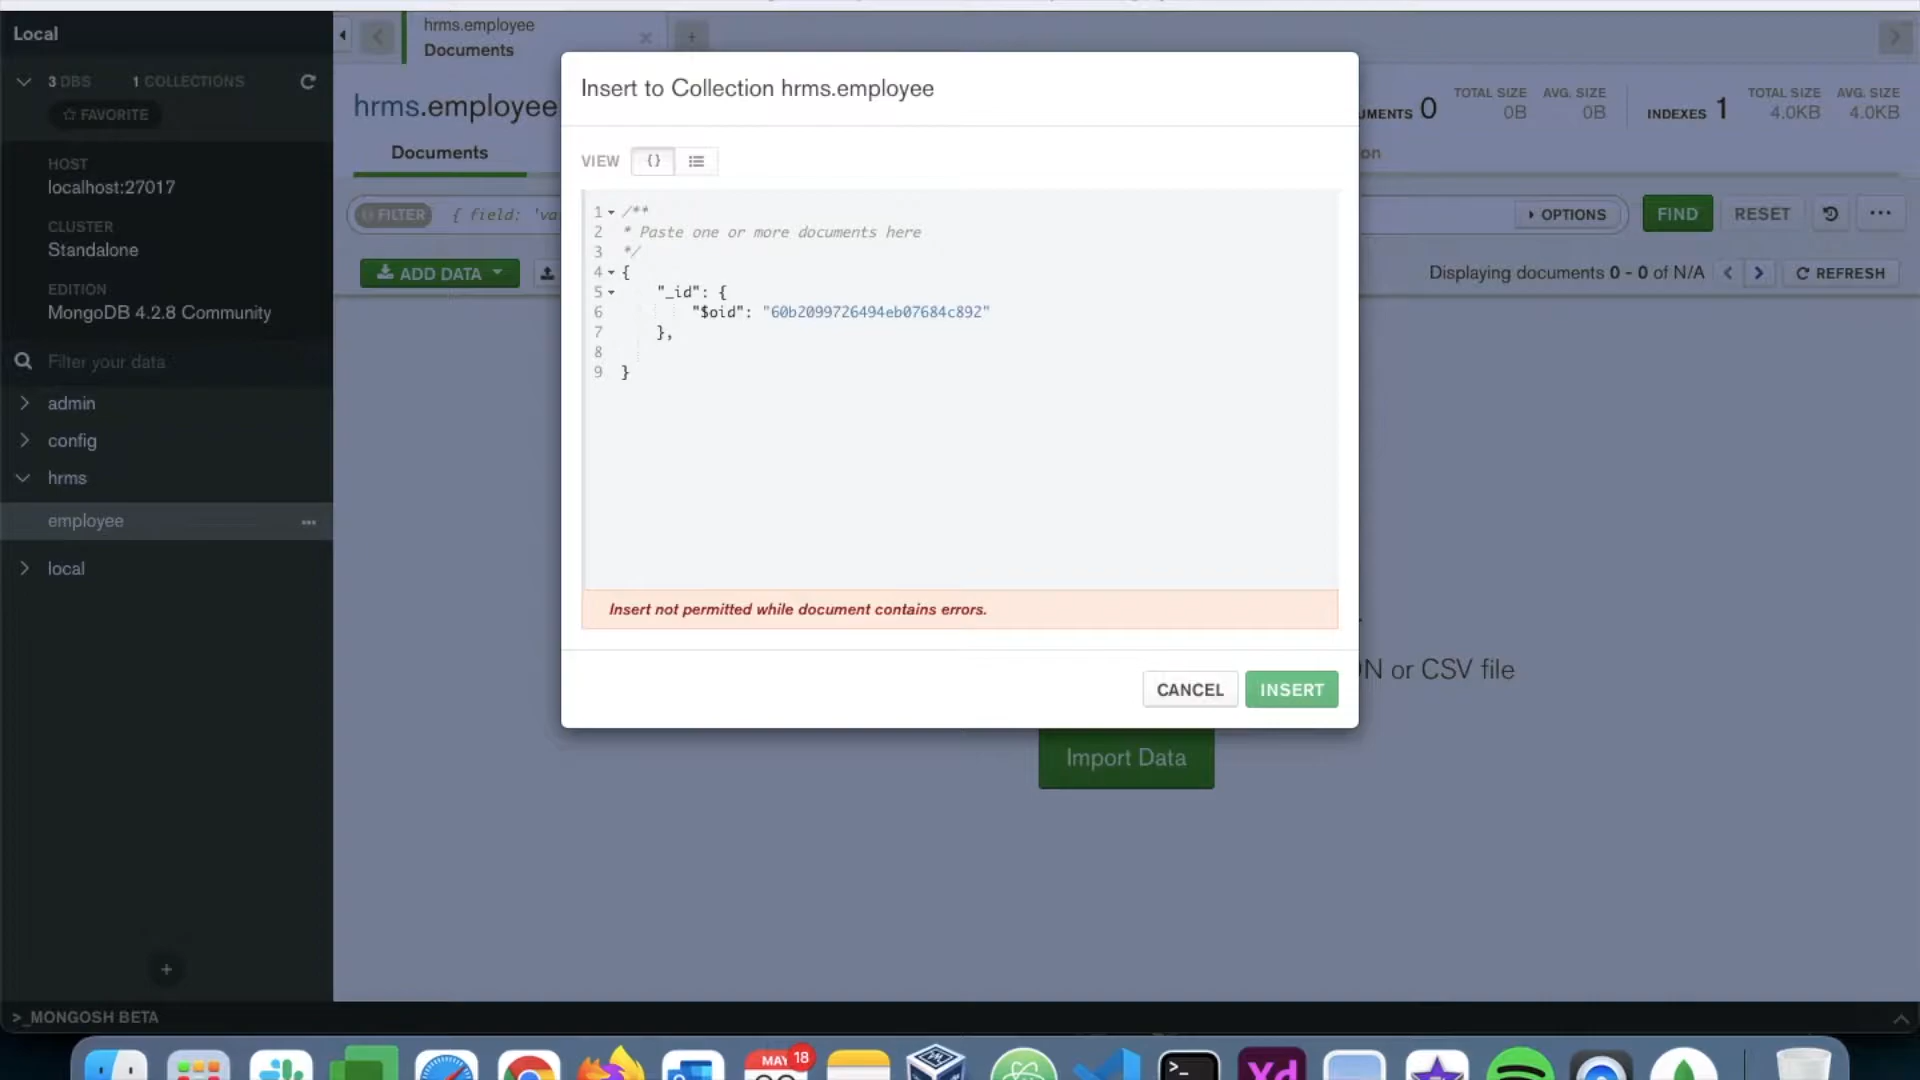 Local
hrms.employee
Documents
3 DBS 1 COLLECTIONS
FAVORITE
HOST
localhost:27017
CLUSTER
Standalone
EDITION
MongoDB 4.2.8 Community
Filter your data
admin
config
hrms
employee
local
>_MONGOSH BETA
hrms.employee
UMENTS 0
TOTAL SIZE AVG. SIZE
0B 0B
INDEXES 1
TOTAL SIZE AVG. SIZE
4.0KB 4.0KB
Documents
on
FILTER { field: 'va
OPTIONS
FIND
RESET
ADD DATA
Displaying documents 0 - 0 of N/A
REFRESH
Insert to Collection hrms.employee
VIEW {}
1 /**
2 * Paste one or more documents here
3 */
4 {
5 "_id": {
6 "$oid": "60b2099726494eb07684c892"
7 },
8
9 }
Insert not permitted while document contains errors.
CANCEL
INSERT
N or CSV file
Import Data
MAY 18
Xd